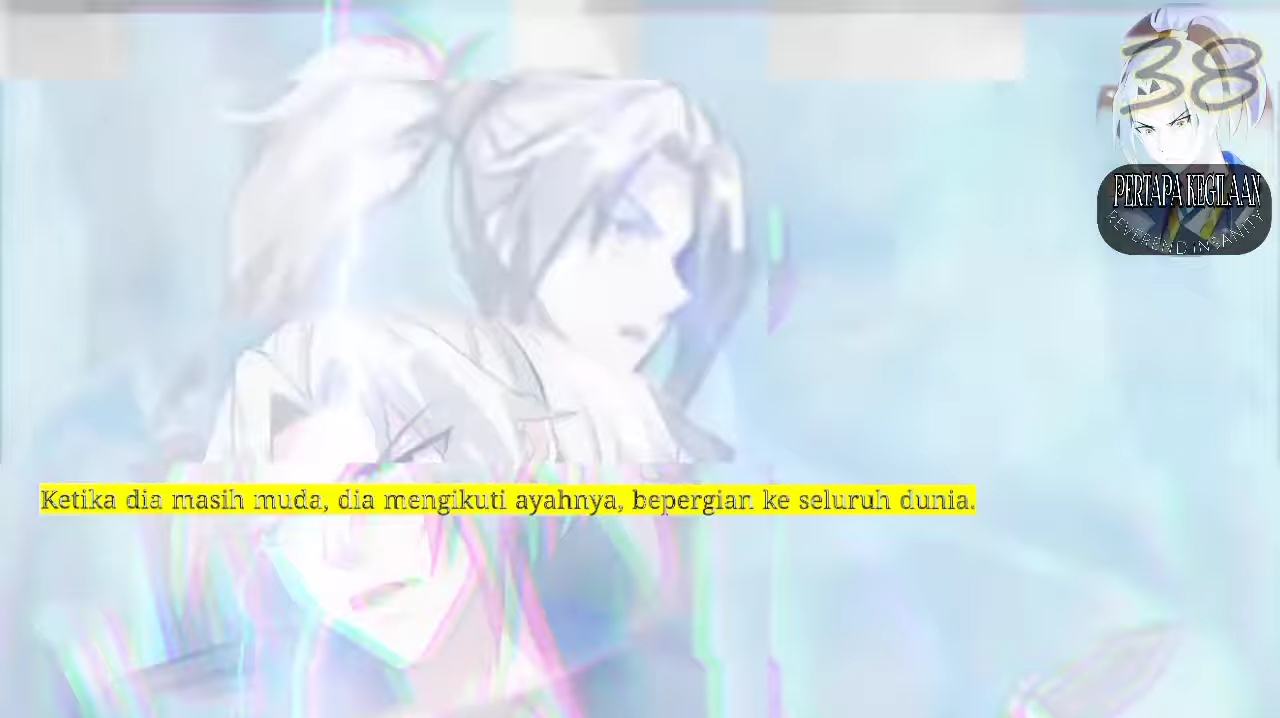 38
PERTAPA KEGILAAN
REVEREND INSANITY
Ketika dia masih muda, dia mengikuti ayahnya, bepergian ke seluruh dunia.